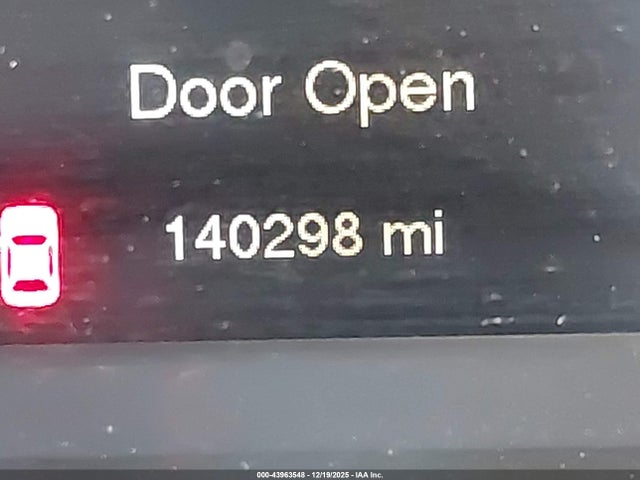 Door Open
140298 mi
000-43963548 - 12/19/2025 - IAA Inc.